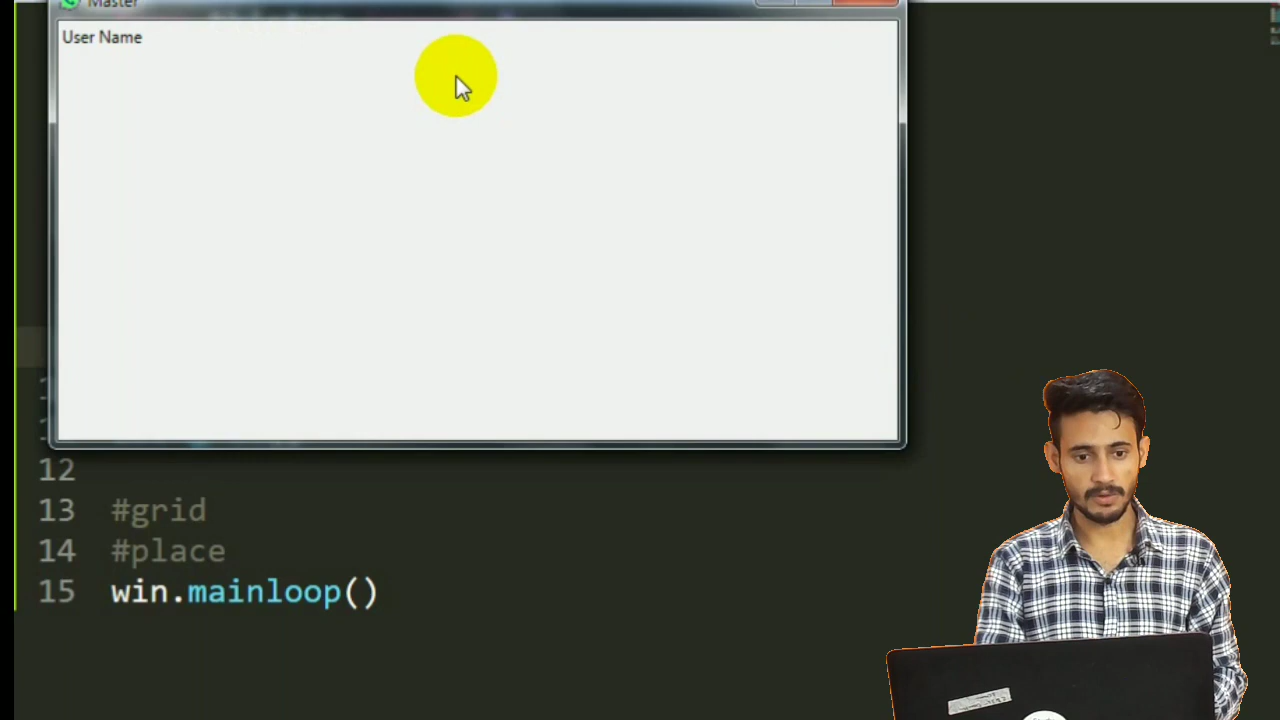 Master
User Name
12
13 #grid
14 #place
15 win.mainloop()